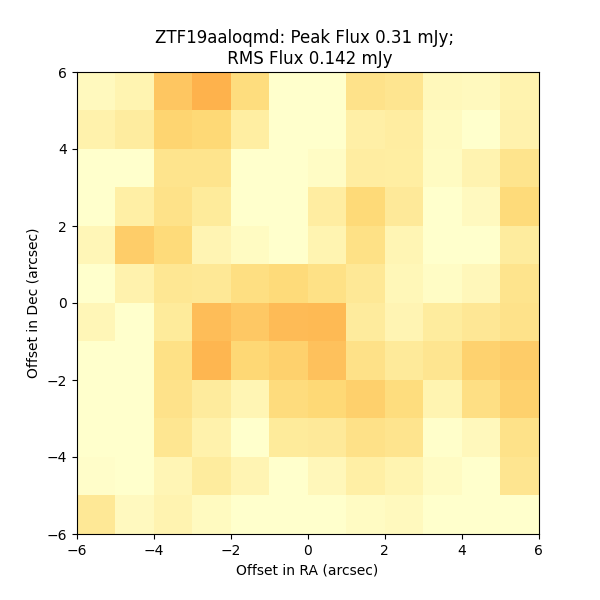 ZTF19aaloqmd: Peak Flux 0.31 mJy;
RMS Flux 0.142 mJy
6
4
2
0
−2
−4
−6
Offset in Dec (arcsec)
−6 −4 −2 0 2 4 6
Offset in RA (arcsec)